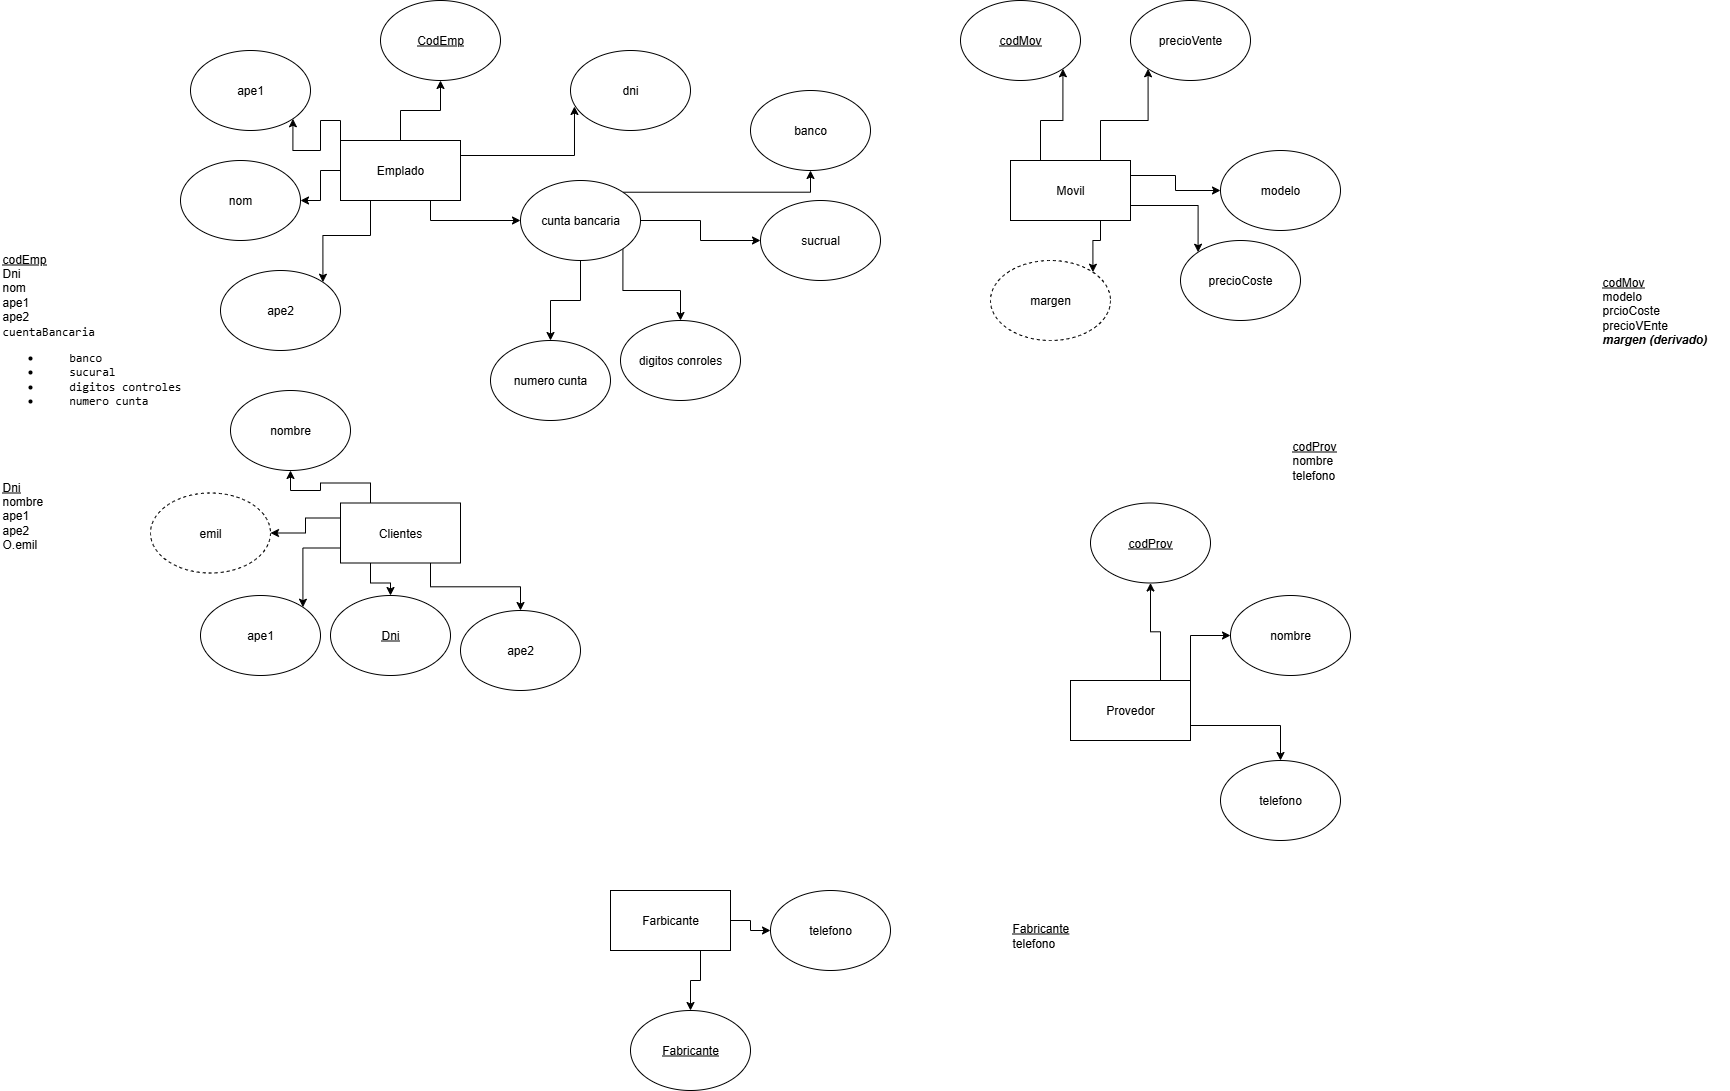 CodEmp
ape1
dni
banco
Emplado
nom
cunta bancaria
sucrual
ape2
numero cunta
digitos conroles
codMov
precioVente
Movil
modelo
precioCoste
margen
codEmp
Dni
nom
ape1
ape2
cuentaBancaria
• banco
• sucural
• digitos controles
• numero cunta
codMov
modelo
prcioCoste
precioVEnte
margen (derivado)
nombre
emil
Clientes
ape1
Dni
ape2
Dni
nombre
ape1
ape2
O.emil
codProv
nombre
telefono
codProv
nombre
Provedor
telefono
Farbicante
telefono
Fabricante
Fabricante
telefono